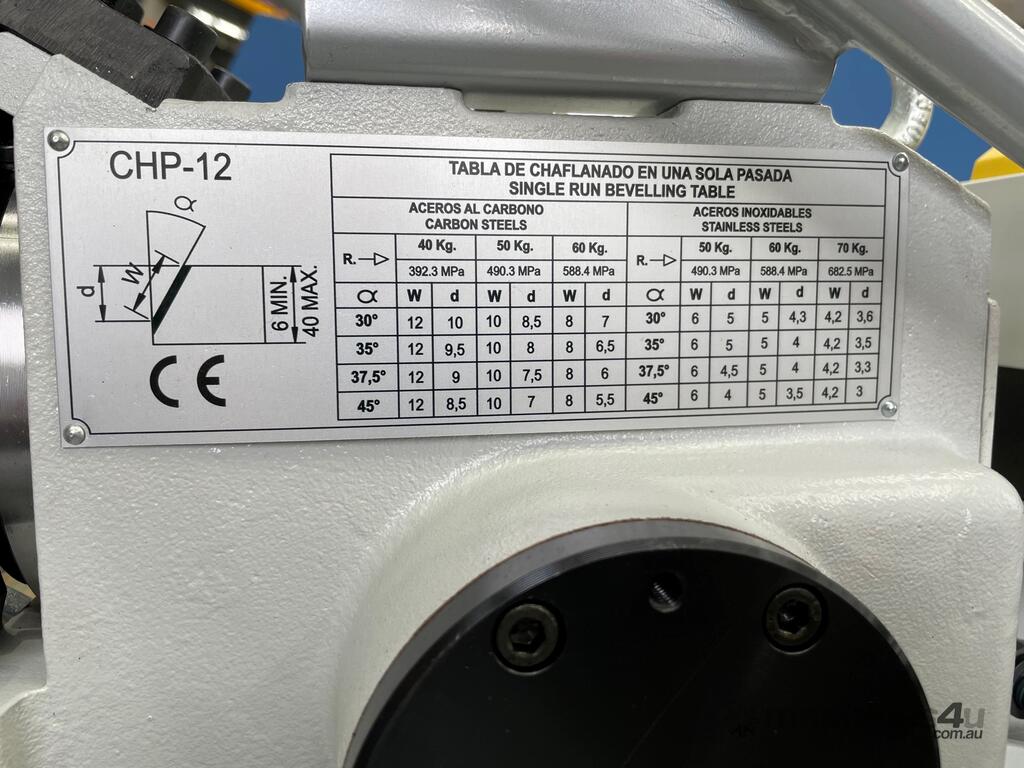 CHP-12
α
W
d
6 MIN.
40 MAX.
CE
TABLA DE CHAFLANADO EN UNA SOLA PASADA
SINGLE RUN BEVELLING TABLE
ACEROS AL CARBONO ACEROS INOXIDABLES
CARBON STEELS STAINLESS STEELS
R. 40 Kg. 50 Kg. 60 Kg. R. 50 Kg. 60 Kg. 70 Kg.
392.3 MPa 490.3 MPa 588.4 MPa 490.3 MPa 588.4 MPa 682.5 MPa
α W d W d W d α W d W d W d
30° 12 10 10 8,5 8 7 30° 6 5 5 4,3 4,2 3,6
35° 12 9,5 10 8 8 6,5 35° 6 5 5 4 4,2 3,5
37,5° 12 9 10 7,5 8 6 37,5° 6 4,5 5 4 4,2 3,3
45° 12 8,5 10 7 8 5,5 45° 6 4 5 3,5 4,2 3
4u
.com.au